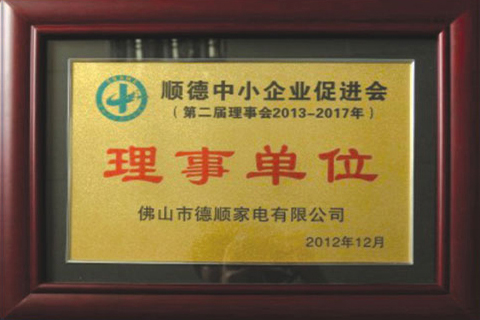 顺德中小企业促进会
（第二届理事会2013-2017年）
理事单位
佛山市德顺家电有限公司
2012年12月